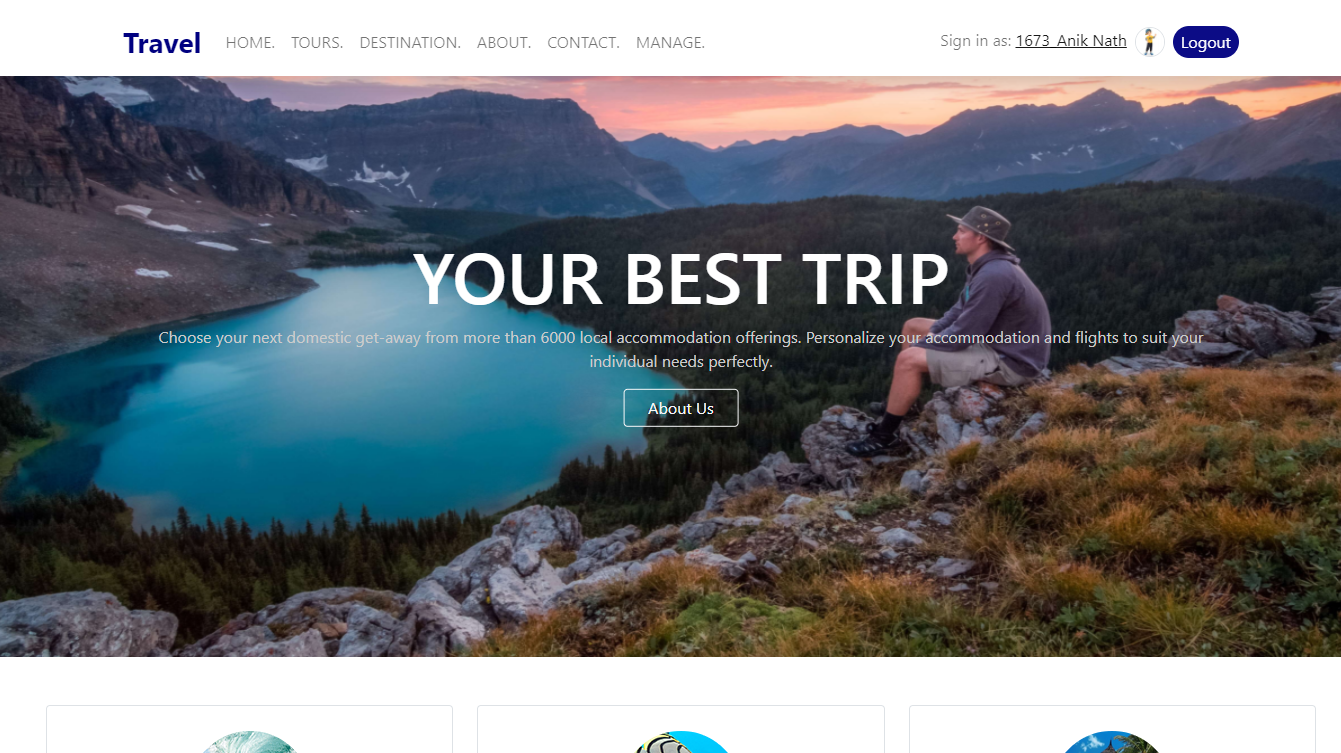 Travel
HOME. TOURS. DESTINATION. ABOUT. CONTACT. MANAGE.
Sign in as: 1673_Anik Nath
Logout
YOUR BEST TRIP
Choose your next domestic get-away from more than 6000 local accommodation offerings. Personalize your accommodation and flights to suit your
individual needs perfectly.
About Us